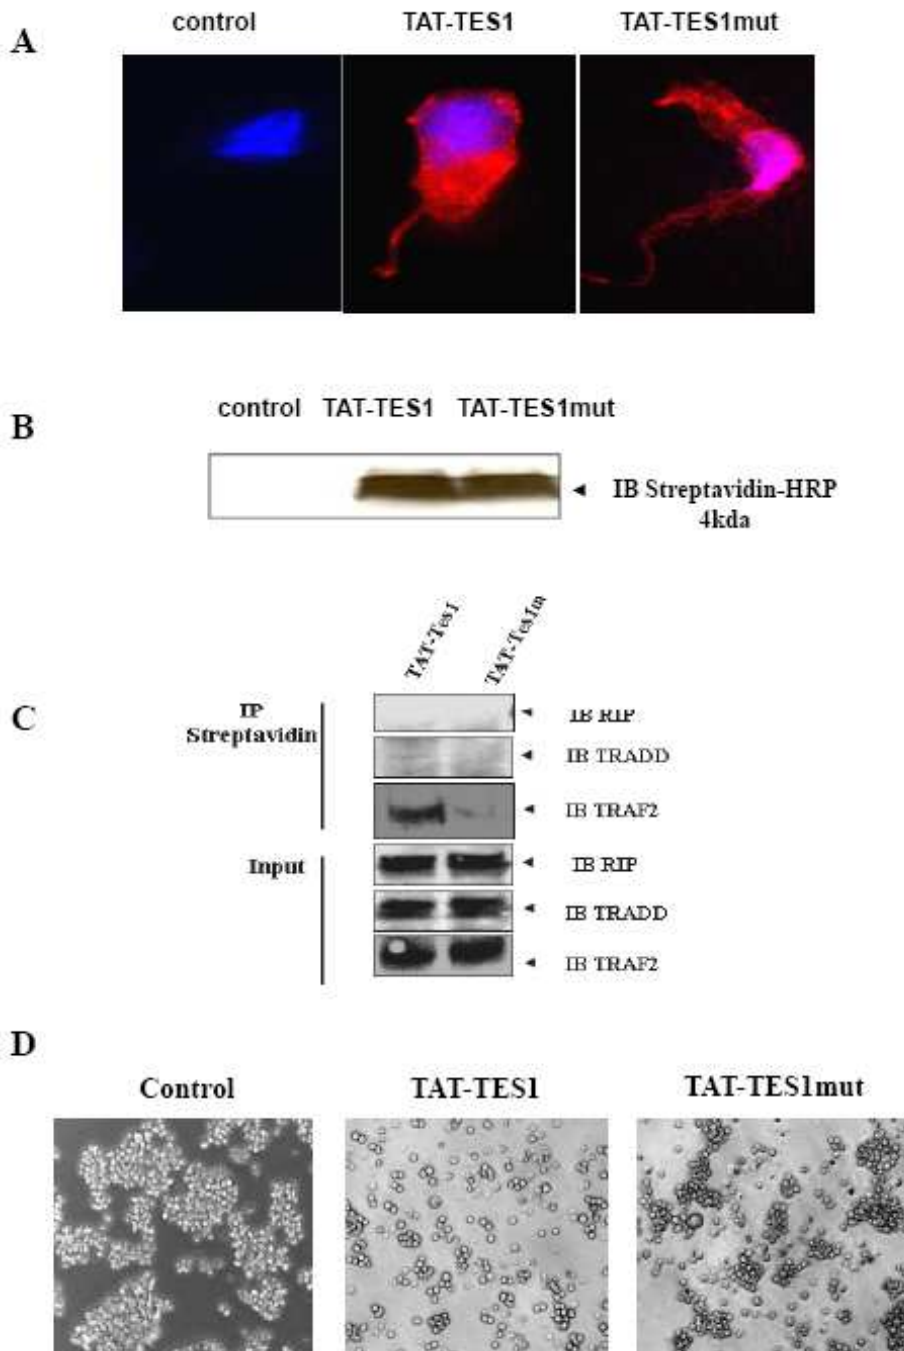 A
control TAT-TES1 TAT-TES1mut
B
control TAT-TES1 TAT-TES1mut
IB Streptavidin-HRP
4kda
C
TAT-Tes1 TAT-Tes1m
IP
Streptavidin
IB RIP
IB TRADD
IB TRAF2
Input
IB RIP
IB TRADD
IB TRAF2
D
Control TAT-TES1 TAT-TES1mut